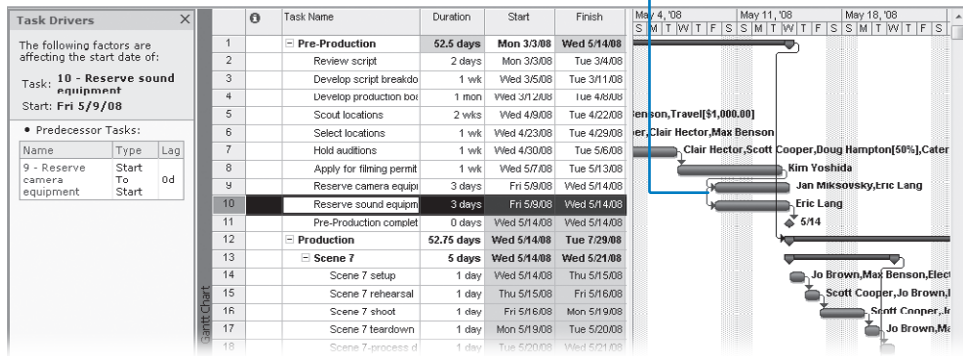 Task Drivers ×
The following factors are
affecting the start date of:
Task: 10 - Reserve sound
equipment
Start: Fri 5/9/08
• Predecessor Tasks:
Name Type Lag
9 - Reserve camera equipment Start To Start 0d
Gantt Chart
Task Name Duration Start Finish
1 Pre-Production 52.5 days Mon 3/3/08 Wed 5/14/08
2 Review script 2 days Mon 3/3/08 Tue 3/4/08
3 Develop script breakdo 1 wk Wed 3/5/08 Tue 3/11/08
4 Develop production boa 1 mon Wed 3/12/08 Tue 4/8/08
5 Scout locations 2 wks Wed 4/9/08 Tue 4/22/08
6 Select locations 1 wk Wed 4/23/08 Tue 4/29/08
7 Hold auditions 1 wk Wed 4/30/08 Tue 5/6/08
8 Apply for filming permit 1 wk Wed 5/7/08 Tue 5/13/08
9 Reserve camera equip 3 days Fri 5/9/08 Wed 5/14/08
10 Reserve sound equipm 3 days Fri 5/9/08 Wed 5/14/08
11 Pre-Production complet 0 days Wed 5/14/08 Wed 5/14/08
12 Production 52.75 days Wed 5/14/08 Tue 7/29/08
13 Scene 7 5 days Wed 5/14/08 Wed 5/21/08
14 Scene 7 setup 1 day Wed 5/14/08 Thu 5/15/08
15 Scene 7 rehearsal 1 day Thu 5/15/08 Fri 5/16/08
16 Scene 7 shoot 1 day Fri 5/16/08 Mon 5/19/08
17 Scene 7 teardown 1 day Mon 5/19/08 Tue 5/20/08
18 Scene 7-process d 1 day Tue 5/20/08 Wed 5/21/08
May 4, '08 May 11, '08 May 18, '08
S M T W T F S S M T W T F S S M T W T F S
enson,Travel[$1,000.00]
per,Clair Hector,Max Benson
Clair Hector,Scott Cooper,Doug Hampton[50%],Cater
Kim Yoshida
Jan Miksovsky,Eric Lang
Eric Lang
5/14
Jo Brown,Max Benson,Elect
Scott Cooper,Jo Brown,
Scott Cooper,Jo
Jo Brown,Ma